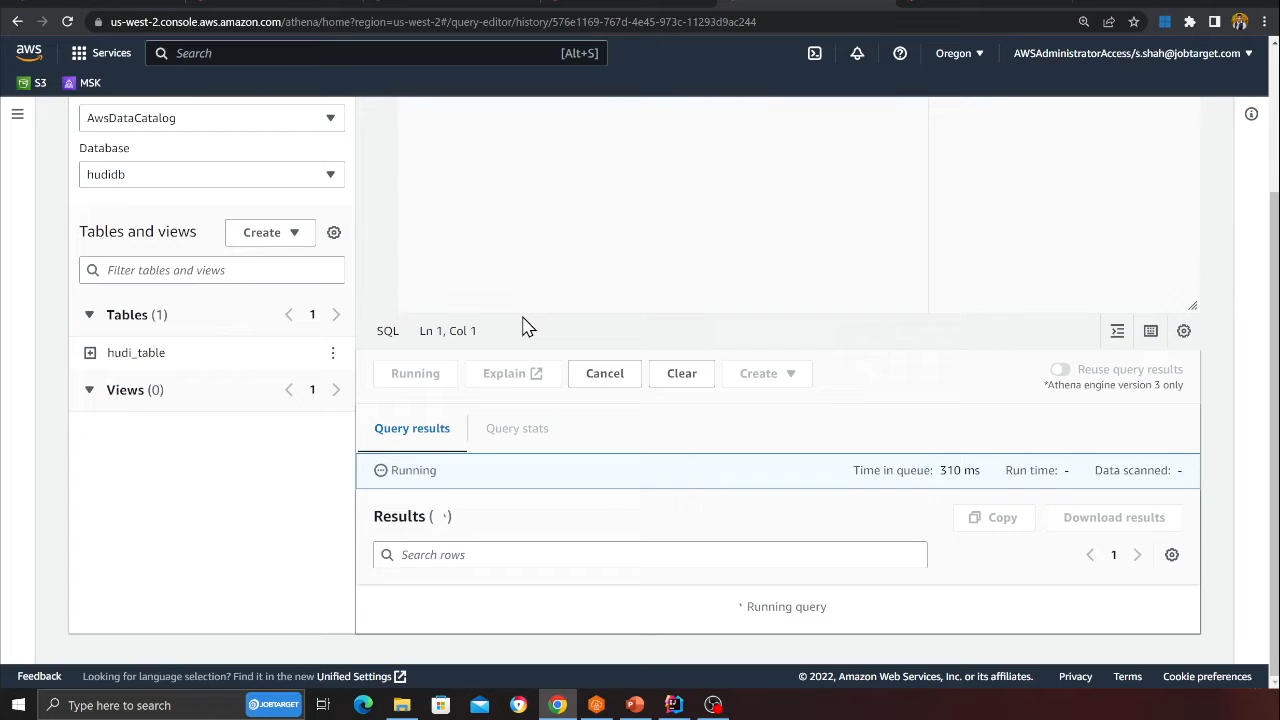 us-west-2.console.aws.amazon.com/athena/home?region=us-west-2#/query-editor/history/576e1169-767d-4e45-973c-11293d9ac244
aws Services Search [Alt+S] Oregon AWSAdministratorAccess/s.shah@jobtarget.com
S3 MSK
AwsDataCatalog
Database
hudidb
Tables and views Create
Filter tables and views
Tables (1) 1
hudi_table
Views (0) 1
SQL Ln 1, Col 1
Running Explain Cancel Clear Create Reuse query results
*Athena engine version 3 only
Query results Query stats
Running Time in queue: 310 ms Run time: - Data scanned: -
Results ( ) Copy Download results
Search rows 1
Running query
Feedback Looking for language selection? Find it in the new Unified Settings © 2022, Amazon Web Services, Inc. or its affiliates. Privacy Terms Cookie preferences
Type here to search JOBTARGET